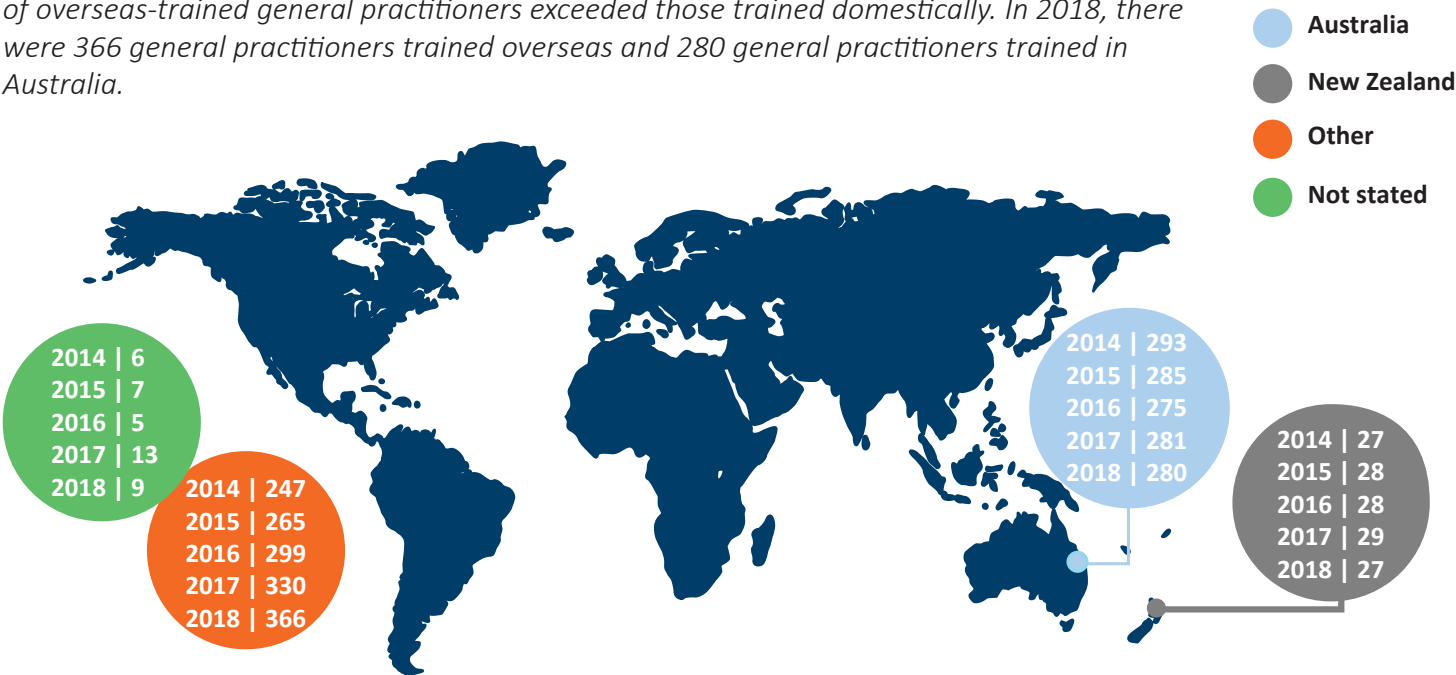 of overseas-trained general practitioners exceeded those trained domestically. In 2018, there
were 366 general practitioners trained overseas and 280 general practitioners trained in
Australia.
Australia
New Zealand
Other
Not stated
2014 | 6
2015 | 7
2016 | 5
2017 | 13
2018 | 9
2014 | 247
2015 | 265
2016 | 299
2017 | 330
2018 | 366
2014 | 293
2015 | 285
2016 | 275
2017 | 281
2018 | 280
2014 | 27
2015 | 28
2016 | 28
2017 | 29
2018 | 27